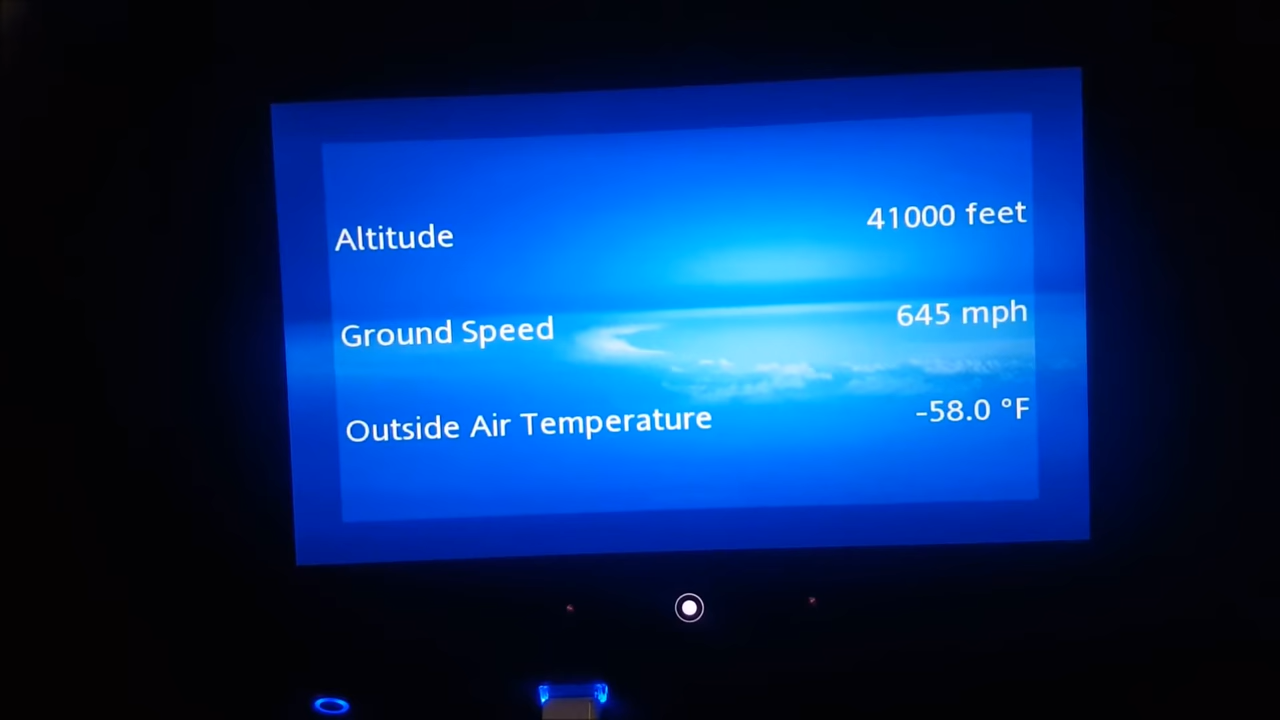 Altitude 41000 feet
Ground Speed 645 mph
Outside Air Temperature -58.0 °F